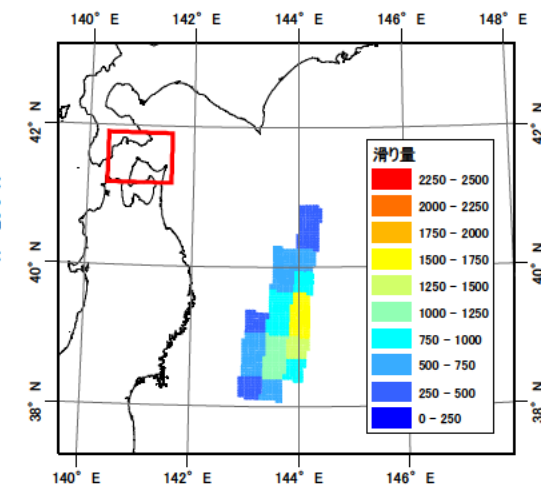 140° E 142° E 144° E 146° E 148° E
42° N
42° N
40° N
40° N
38° N
38° N
滑り量
2250 - 2500
2000 - 2250
1750 - 2000
1500 - 1750
1250 - 1500
1000 - 1250
750 - 1000
500 - 750
250 - 500
0 - 250
140° E 142° E 144° E 146° E